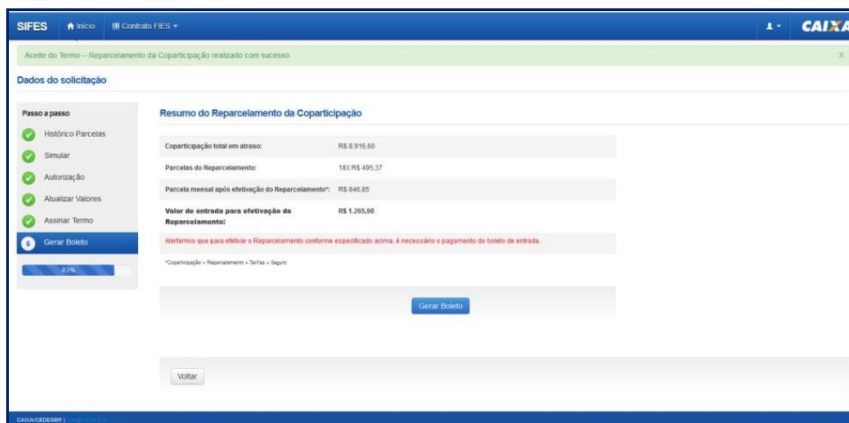 SIFES Início Contrato FIES CAIXA
Aceite do Termo – Reparcelamento da Coparticipação realizado com sucesso X
Dados do solicitação
Passo a passo
Histórico Parcelas
Simular
Autorização
Atualizar Valores
Assinar Termo
6 Gerar Boleto
83%
Resumo do Reparcelamento da Coparticipação
Coparticipação total em atraso: R$ 8.916,60
Parcelas do Reparcelamento: 18X R$ 495,37
Parcela mensal após efetivação do Reparcelamento*: R$ 846,85
Valor de entrada para efetivação do R$ 1.265,98
Reparcelamento:
Alertamos que para efetivar o Reparcelamento conforme especificado acima, é necessário o pagamento do boleto de entrada.
*Coparticipação + Reparcelamento + Tarifas + Seguro
Gerar Boleto
Voltar
CAIXA/CEDESBR |